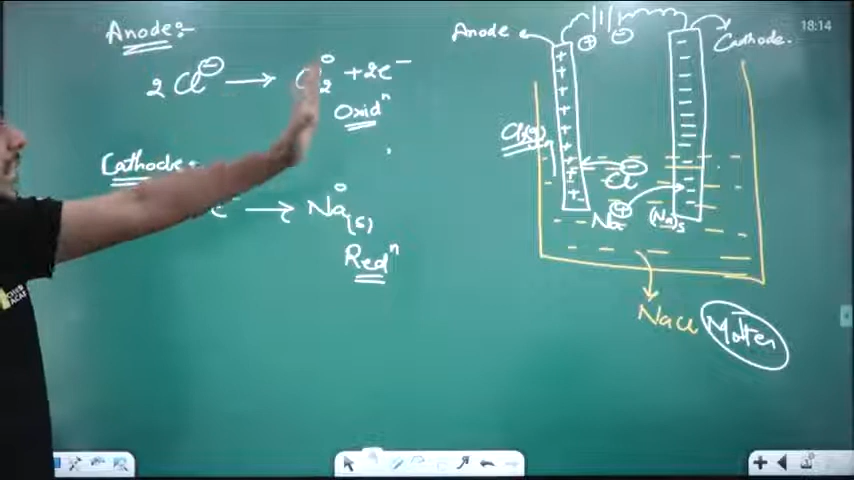 Anode:-
2Cl⊖ → Cl₂⁰ + 2e⁻
Oxidⁿ
Cathode:-
e⁻ → Na⁰(s)
Redⁿ
Anode
⊕ ⊖
Cathode.
18:14
Cl₂(g)
Cl⊖
Na⊕
(Na)s
NaCl Molten